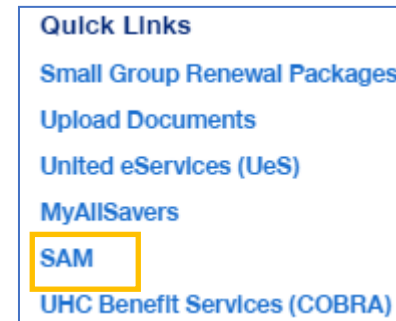 Quick Links
Small Group Renewal Packages
Upload Documents
United eServices (UeS)
MyAllSavers
SAM
UHC Benefit Services (COBRA)